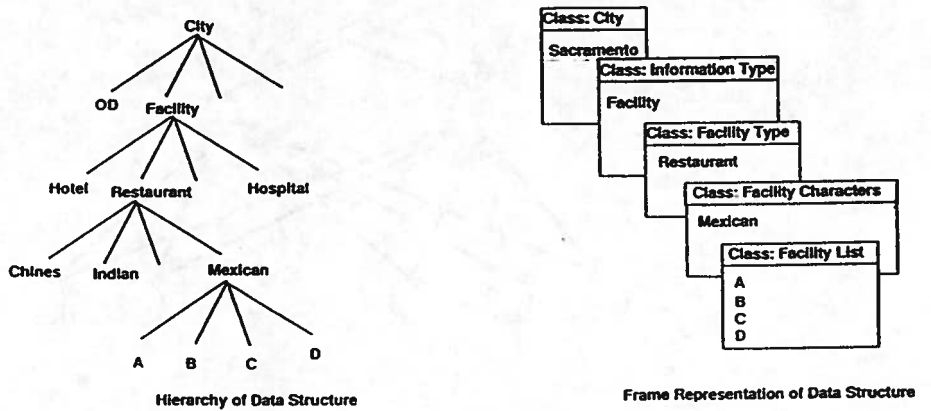 City
OD
Facility
Hotel
Restaurant
Hospital
Chines
Indian
Mexican
A
B
C
D
Hierarchy of Data Structure
Class: City
Sacramento
Class: Information Type
Facility
Class: Facility Type
Restaurant
Class: Facility Characters
Mexican
Class: Facility List
A
B
C
D
Frame Representation of Data Structure